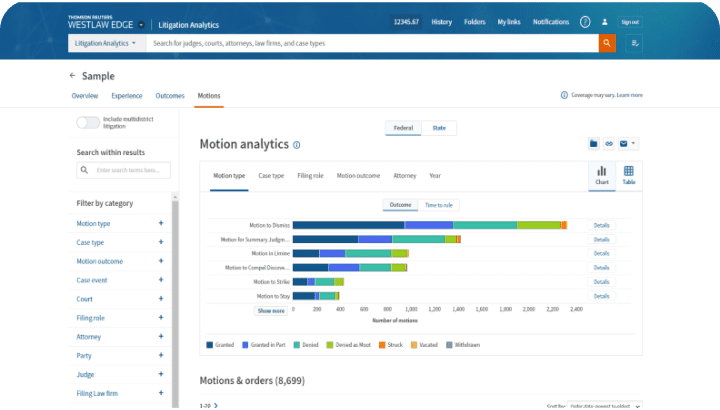 THOMSON REUTERS
WESTLAW EDGE Litigation Analytics 12345.67 History Folders My links Notifications ? Sign out
Litigation Analytics Search for judges, courts, attorneys, law firms, and case types
Sample
Overview Experience Outcomes Motions Coverage may vary. Learn more
Include multidistrict
litigation
Federal State
Motion analytics
Search within results
Enter search terms here...
Motion type Case type Filing role Motion outcome Attorney Year Chart Table
Filter by category
Outcome Time to rule
Motion type +
Case type +
Motion outcome +
Case event +
Court +
Filing role +
Attorney +
Party +
Judge +
Filing Law firm +
Motion to Dismiss Details
Motion for Summary Judgm... Details
Motion in Limine Details
Motion to Compel Discove... Details
Motion to Strike Details
Motion to Stay Details
Show more 0 200 400 600 800 1,000 1,200 1,400 1,600 1,800 2,000 2,200 2,400
Number of motions
Granted Granted in Part Denied Denied as Moot Struck Vacated Withdrawn
Motions & orders (8,699)
1-20